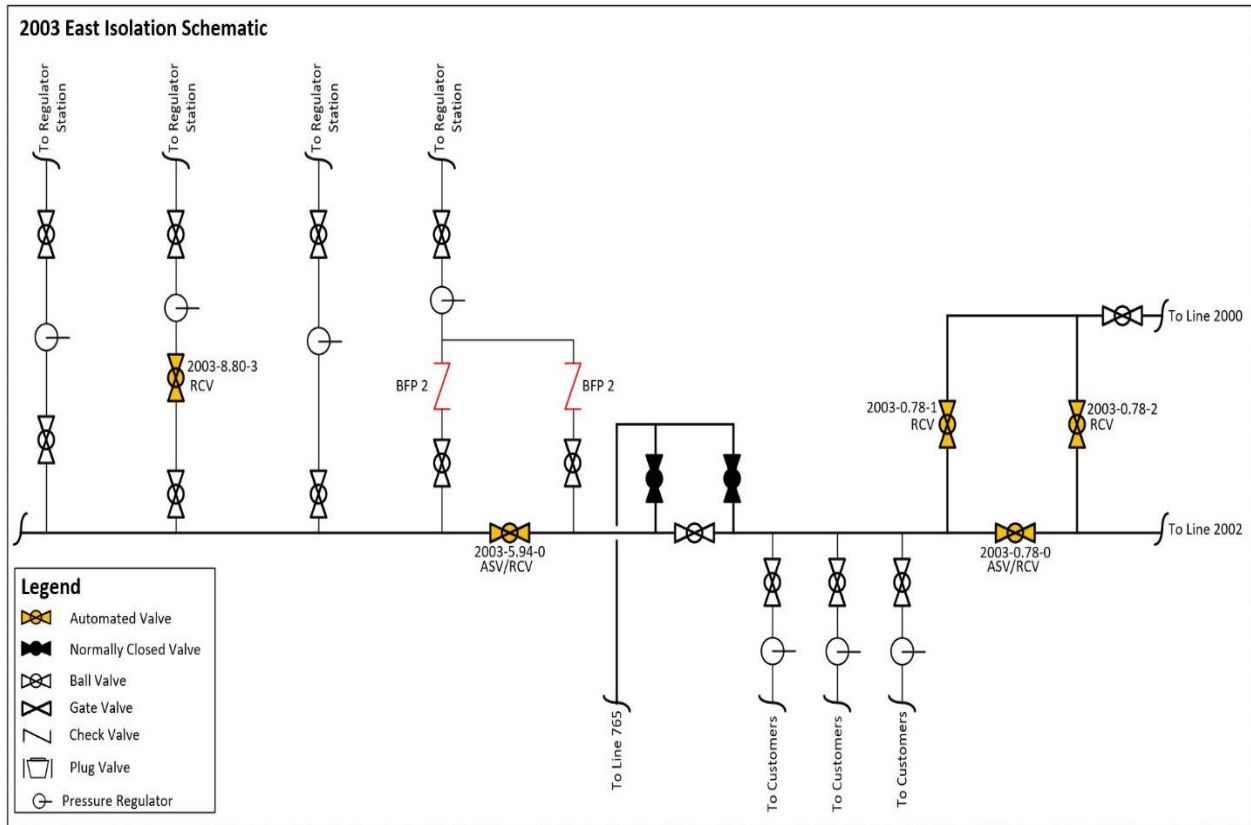 2003 East Isolation Schematic
To Regulator
Station
To Regulator
Station
To Regulator
Station
To Regulator
Station
2003-8.80-3
RCV
BFP 2
BFP 2
To Line 2000
2003-0.78-1
RCV
2003-0.78-2
RCV
To Line 2002
2003-5.94-0
ASV/RCV
2003-0.78-0
ASV/RCV
To Line 765
To Customers
To Customers
To Customers
Legend
Automated Valve
Normally Closed Valve
Ball Valve
Gate Valve
Check Valve
Plug Valve
Pressure Regulator